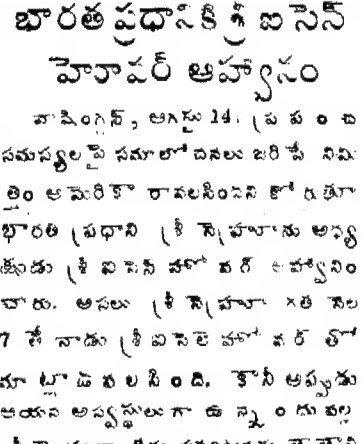 భారత ప్రధానికి శ్రీ ఐసెన్
హోవర్ ఆహ్వానం
వాషింగ్టన్, ఆగస్టు 14. ప్రపంచ
సమస్యలపై సమాలోచనలు జరిపే నిమి
త్తం అమెరికా రావలసిందని కోరుతూ
భారత ప్రధాని శ్రీ నెహ్రూను అధ్య
క్షుడు శ్రీ ఐసెన్ హోవర్ ఆహ్వానిం
చారు. అసలు శ్రీ నెహ్రూ గత నెల
7 తేనాడు శ్రీ ఐసెన్ హోవర్ తో
మాట్లాడవలసింది. కానీ అప్పుడు
ఆయన అస్వస్థులుగా ఉన్నందువల్ల